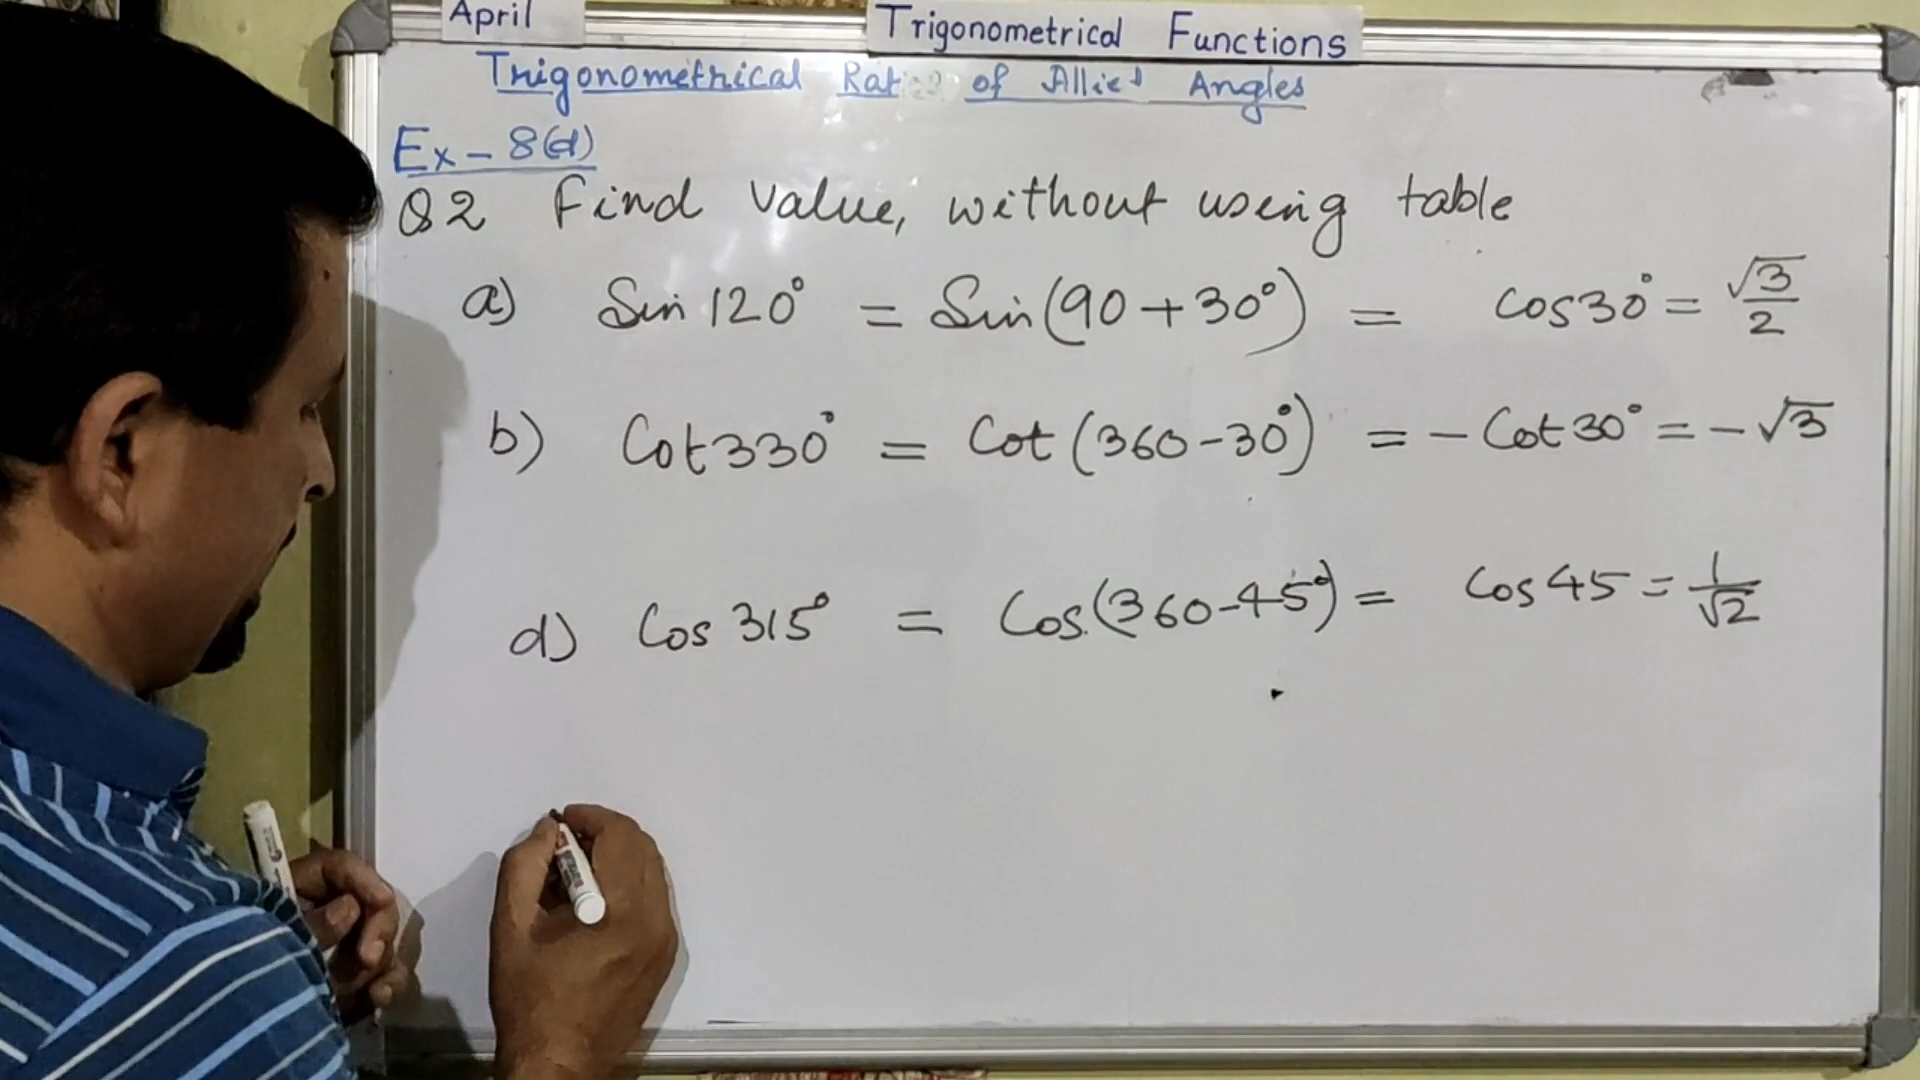 April
Trigonometrical Functions
Trigonometrical of Allied Angles
Ex - 8(d)
Q2 Find value, without using table
a) Sin 120° = Sin(90 + 30°) = cos30° = √3/2
b) Cot 330° = Cot (360-30°) = - Cot 30° = - √3
d) Cos 315° = Cos(360-45°) = Cos 45 = 1/√2